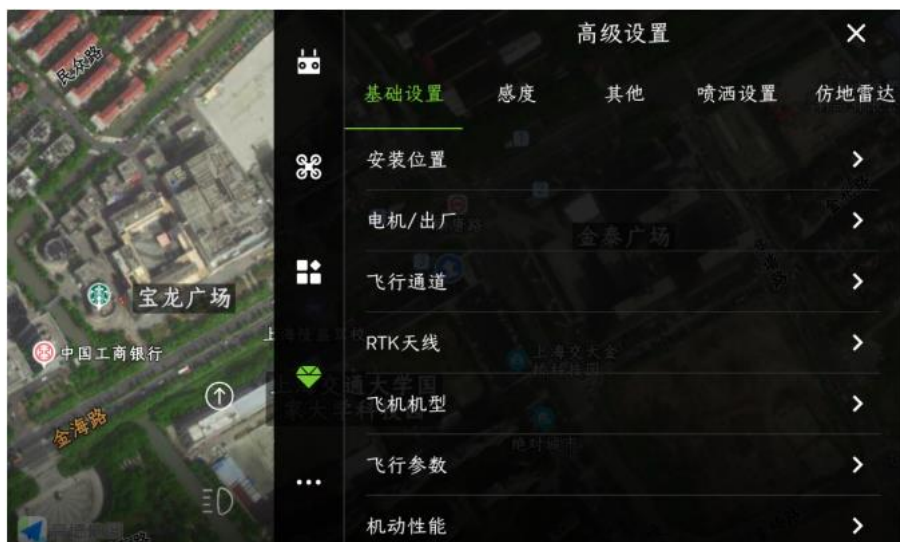 民众路
宝龙广场
中国工商银行
金海路
高级设置
基础设置 感度 其他 喷洒设置 仿地雷达
安装位置
电机/出厂
金泰广场
飞行通道
RTK天线
飞机机型
飞行参数
机动性能